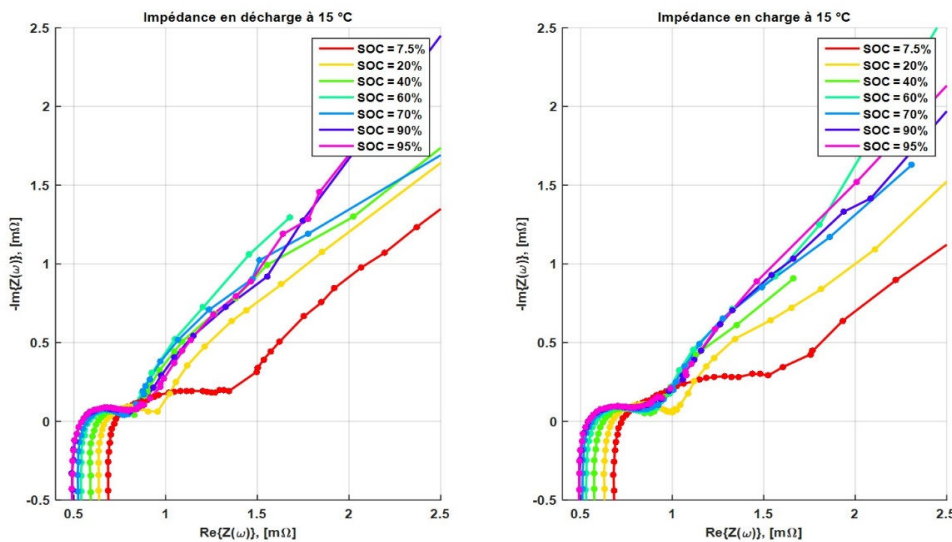 Impédance en décharge à 15 °C
2.5
2
1.5
1
0.5
0
-0.5
-Im{Z(ω)}, [mΩ]
0.5 1 1.5 2 2.5
Re{Z(ω)}, [mΩ]
SOC = 7.5%
SOC = 20%
SOC = 40%
SOC = 60%
SOC = 70%
SOC = 90%
SOC = 95%
Impédance en charge à 15 °C
2.5
2
1.5
1
0.5
0
-0.5
-Im{Z(ω)}, [mΩ]
0.5 1 1.5 2 2.5
Re{Z(ω)}, [mΩ]
SOC = 7.5%
SOC = 20%
SOC = 40%
SOC = 60%
SOC = 70%
SOC = 90%
SOC = 95%